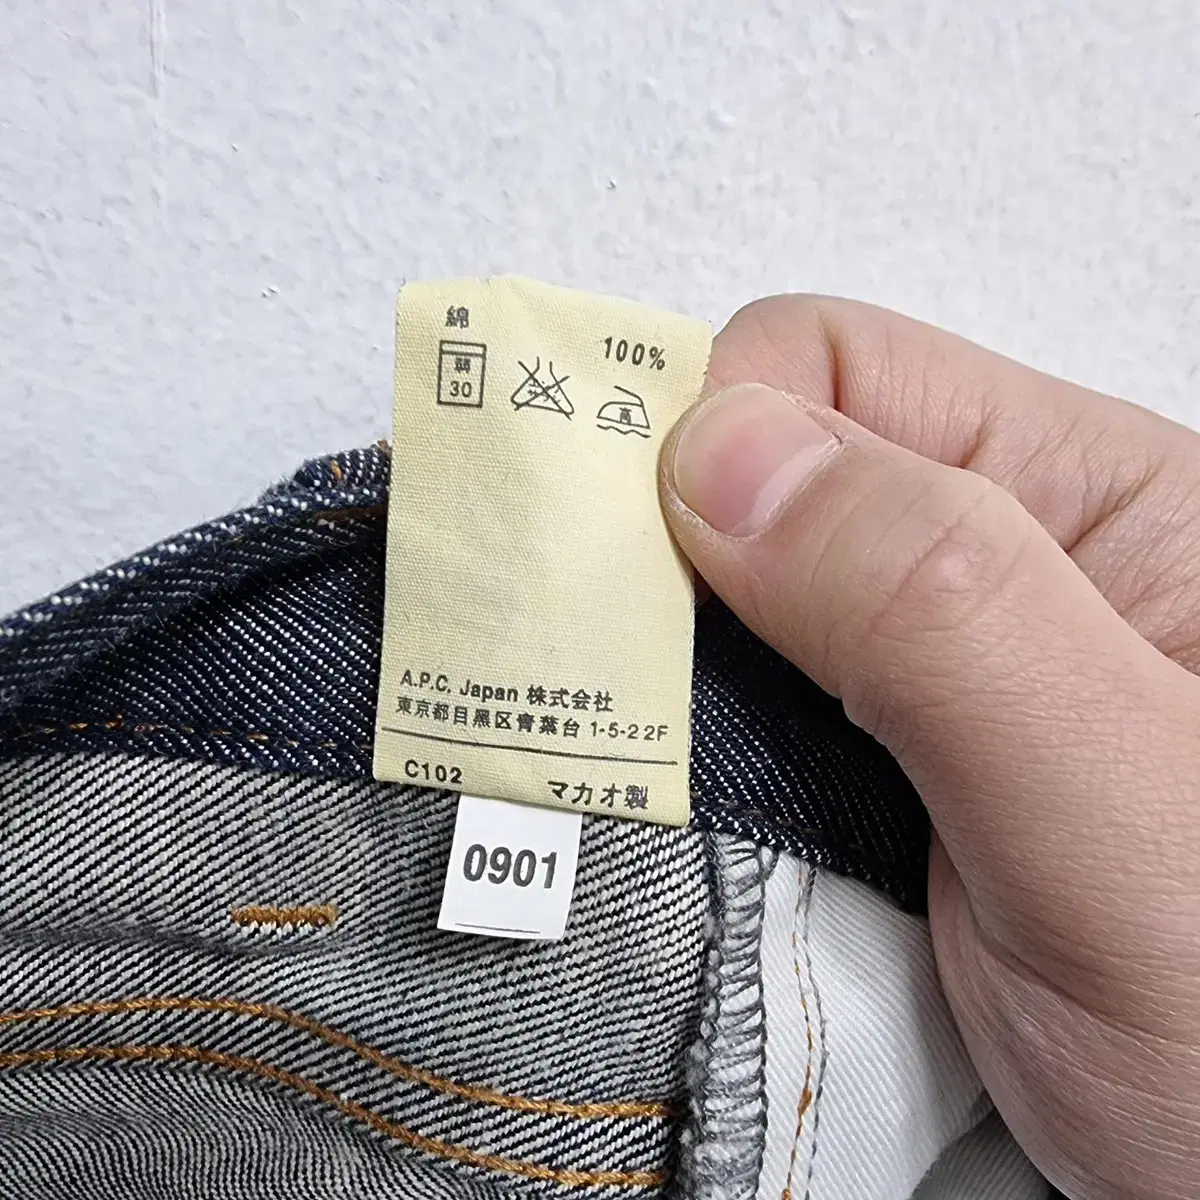 綿
100%
弱
30
高
A.P.C. Japan 株式会社
東京都目黒区青葉台 1-5-2 2F
C102 マカオ製
0901